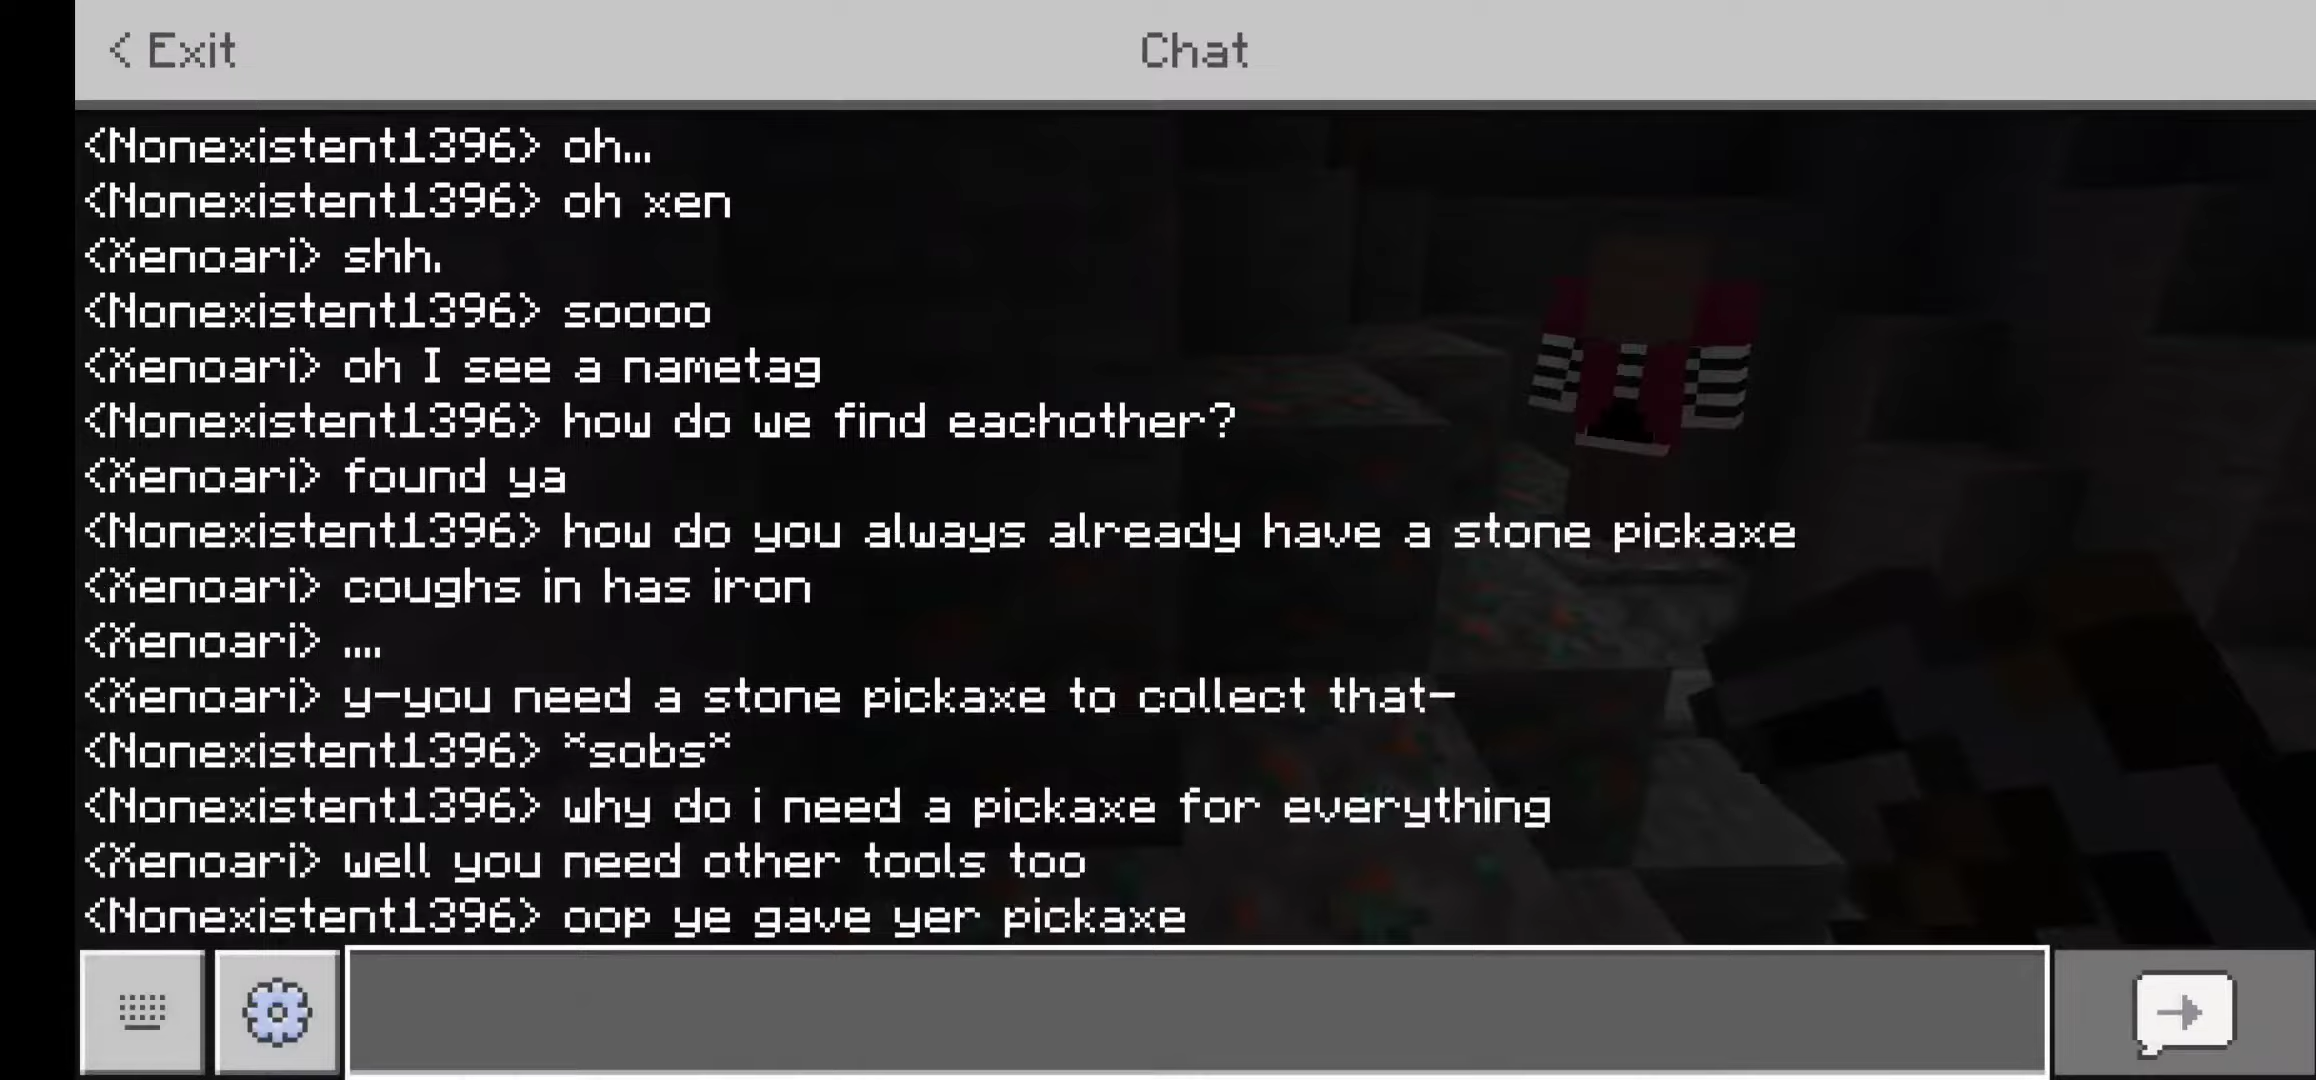 < Exit
Chat
<Nonexistent1396> oh...
<Nonexistent1396> oh xen
<Xenoari> shh.
<Nonexistent1396> soooo
<Xenoari> oh I see a nametag
<Nonexistent1396> how do we find eachother?
<Xenoari> found ya
<Nonexistent1396> how do you always already have a stone pickaxe
<Xenoari> coughs in has iron
<Xenoari> ....
<Xenoari> y-you need a stone pickaxe to collect that-
<Nonexistent1396> *sobs*
<Nonexistent1396> why do i need a pickaxe for everything
<Xenoari> well you need other tools too
<Nonexistent1396> oop ye gave yer pickaxe